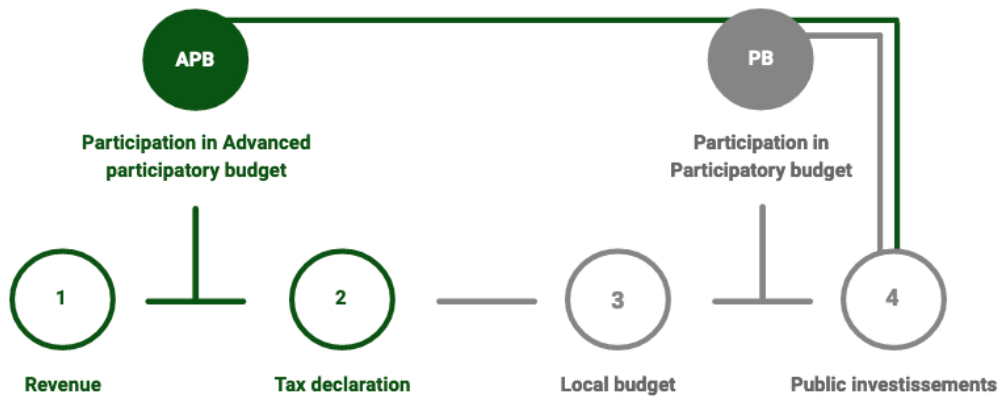 APB
PB
Participation in Advanced
participatory budget
Participation in
Participatory budget
1
2
3
4
Revenue
Tax declaration
Local budget
Public investissements